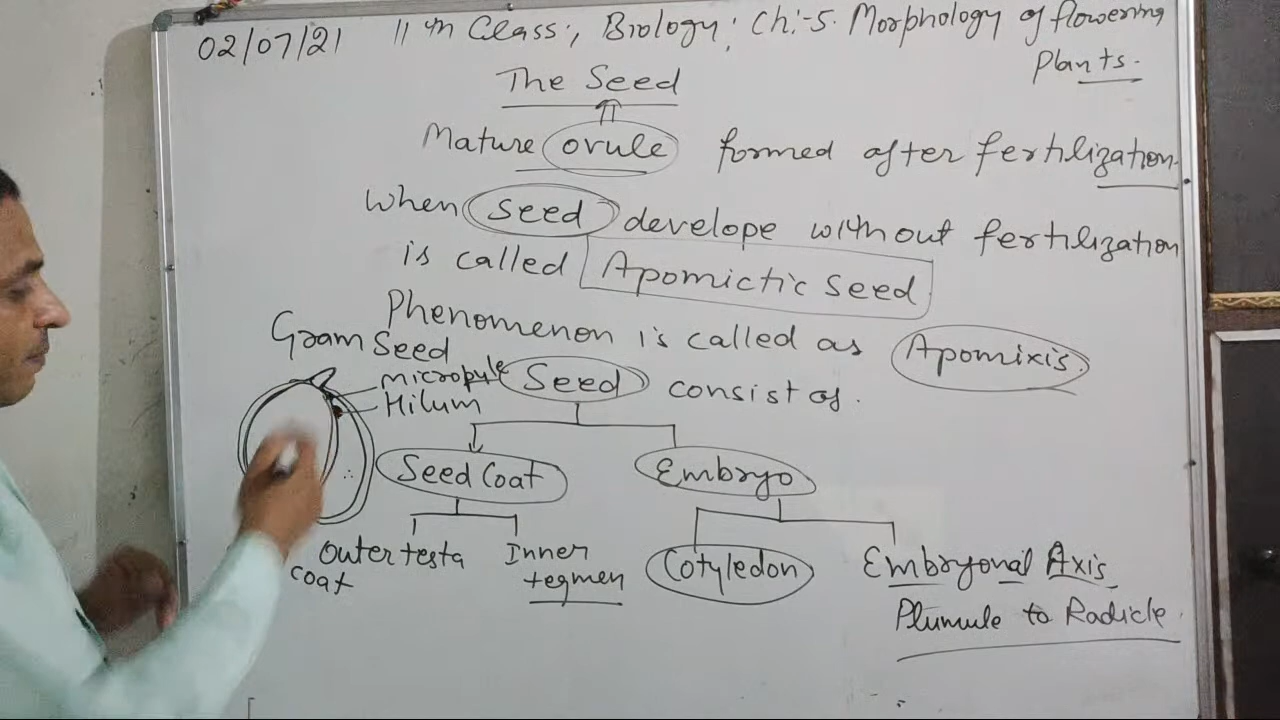 02/07/21 11th Class:, Biology: Ch:-5. Morphology of flowering
Plants.
The Seed
Mature ovule formed after fertilization.
When seed develope without fertilization
is called Apomictic Seed
Phenomenon is called as Apomixis.
Gram Seed
micropule
Hilum
Seed consist of.
Seed Coat Embryo
Outer testa
coat
Inner
tegmen
Cotyledon
Embryonal Axis
Plumule to Radicle.